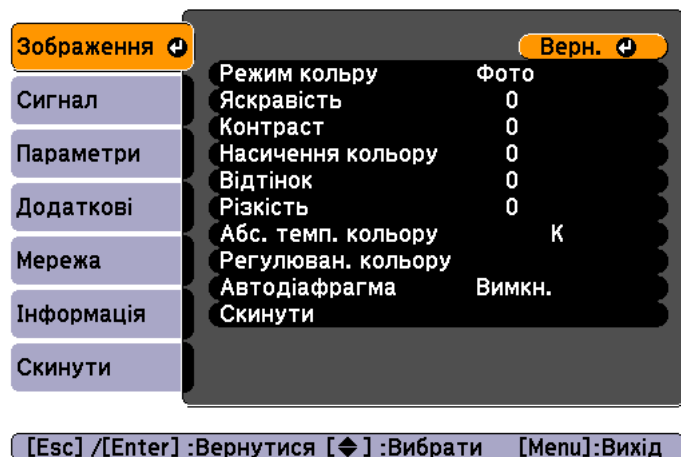 Зображення
Верн.
Режим кольру Фото
Яскравість 0
Контраст 0
Насичення кольору 0
Відтінок 0
Різкість 0
Абс. темп. кольору K
Регулюван. кольору
Автодіафрагма Вимкн.
Скинути
Сигнал
Параметри
Додаткові
Мережа
Інформація
Скинути
[Esc] /[Enter] :Вернутися [◆] :Вибрати [Menu]:Вихід